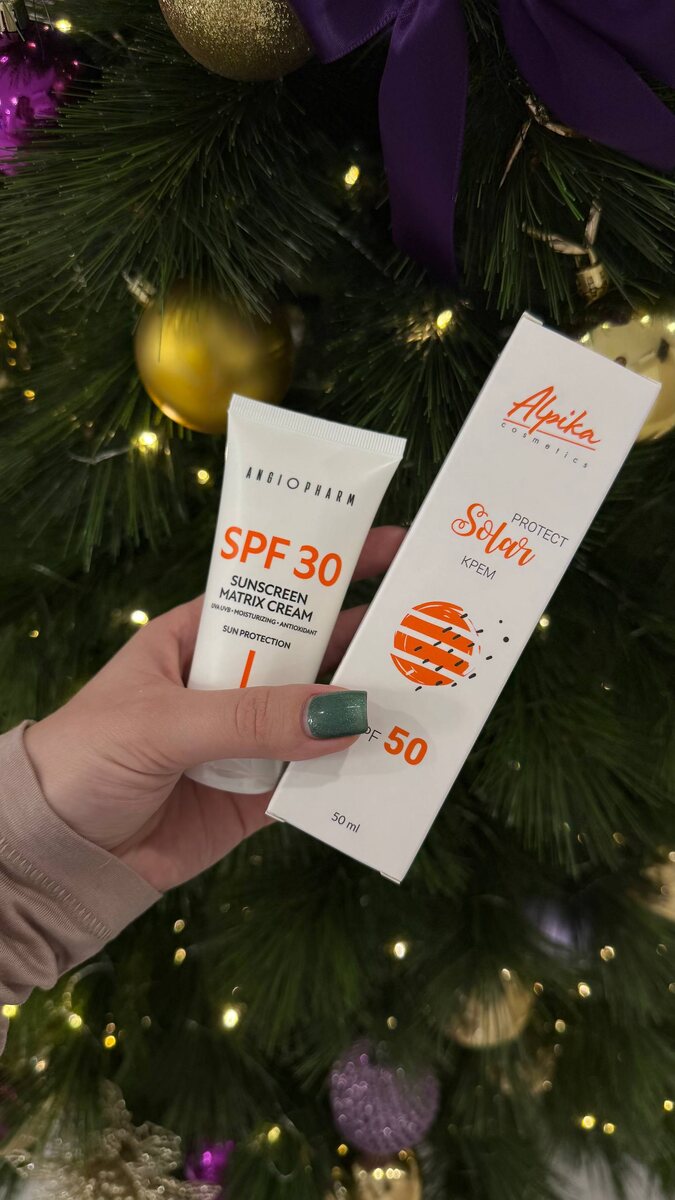 ANGIOPHARM
SPF 30
SUNSCREEN
MATRIX CREAM
UVA UVB • MOISTURIZING • ANTIOXIDANT
SUN PROTECTION
Alpika
cosmetics
Solar PROTECT
КРЕМ
PF 50
50 ml